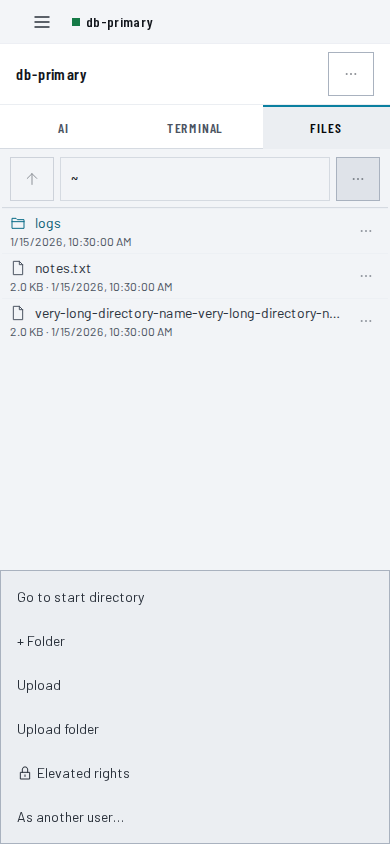 db-primary
db-primary
...
AI
TERMINAL
FILES
~
...
logs
1/15/2026, 10:30:00 AM
...
notes.txt
2.0 KB · 1/15/2026, 10:30:00 AM
...
very-long-directory-name-very-long-directory-n...
2.0 KB · 1/15/2026, 10:30:00 AM
...
Go to start directory
+ Folder
Upload
Upload folder
Elevated rights
As another user...